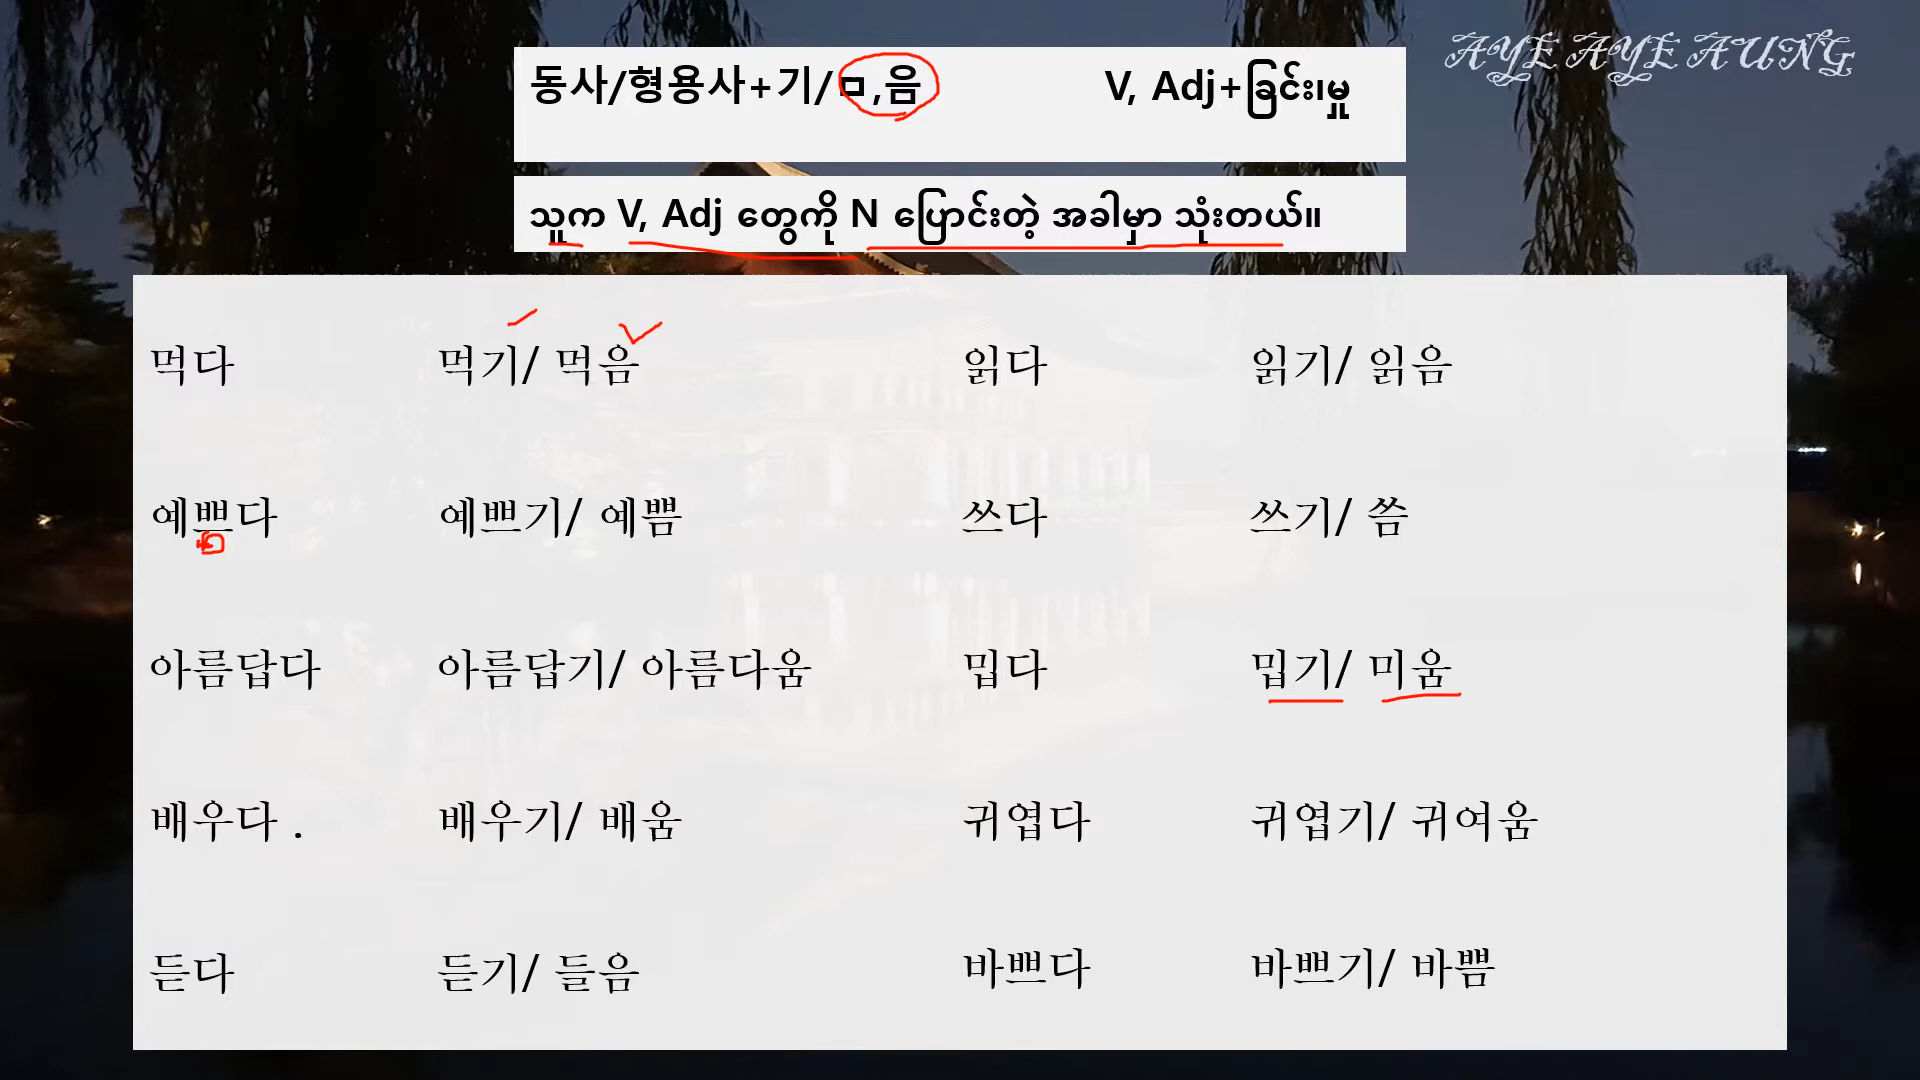 AYE AYE AUNG
동사/형용사+기/ㅁ,음 V, Adj+ခြင်း၊မှု
သူက V, Adj တွေကို N ပြောင်းတဲ့ အခါမှာ သုံးတယ်။
먹다 먹기/ 먹음 읽다 읽기/ 읽음
예쁘다 예쁘기/ 예쁨 쓰다 쓰기/ 씀
아름답다 아름답기/ 아름다움 밉다 밉기/ 미움
배우다 . 배우기/ 배움 귀엽다 귀엽기/ 귀여움
듣다 듣기/ 들음 바쁘다 바쁘기/ 바쁨